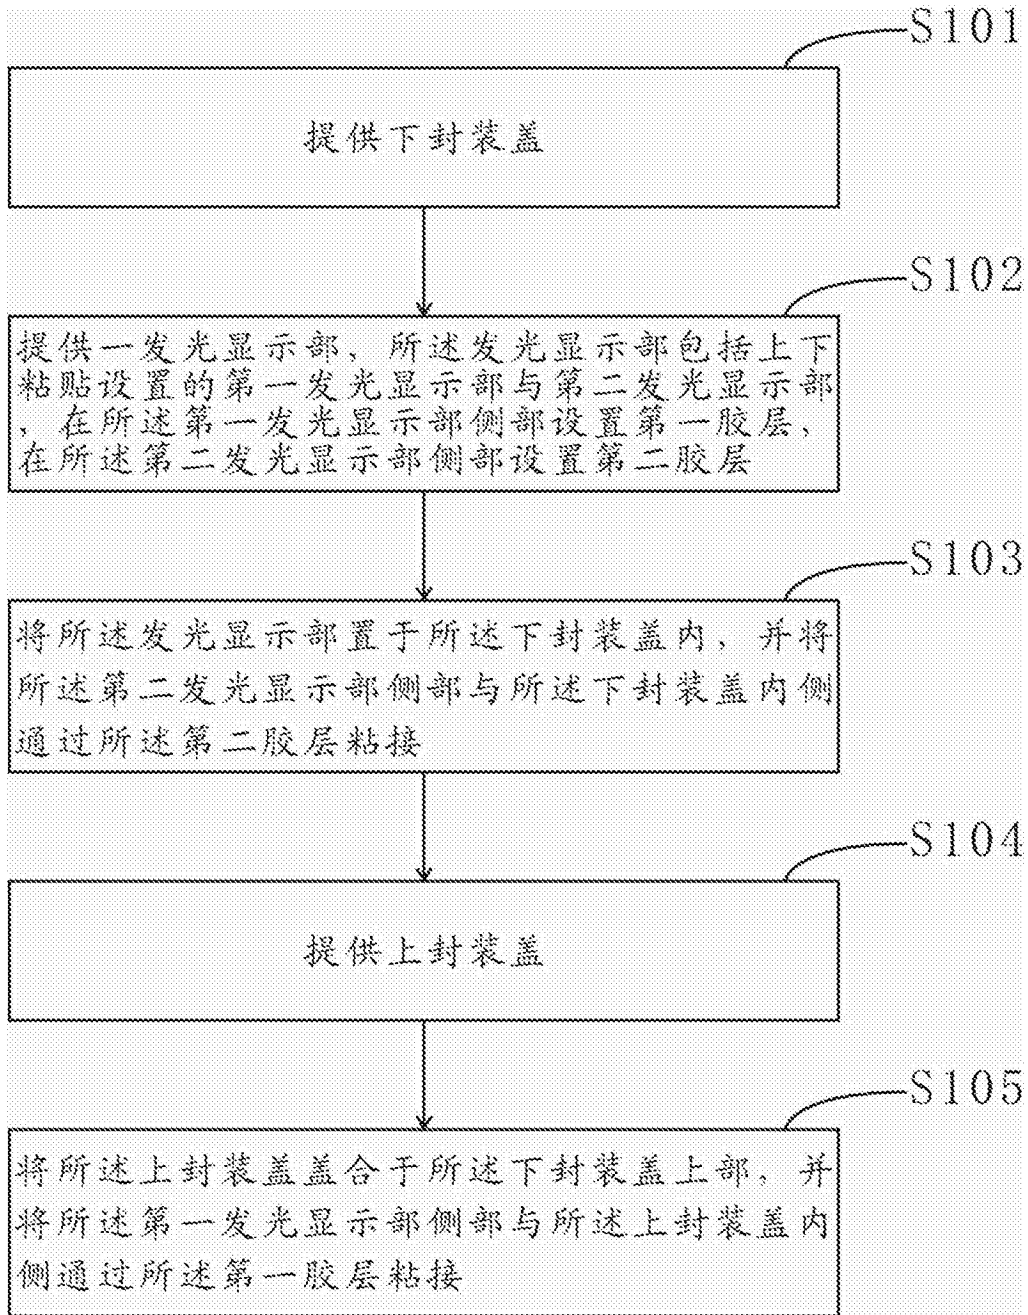 S101
提供下封装盖
S102
提供一发光显示部，所述发光显示部包括上下
粘贴设置的第一发光显示部与第二发光显示部
，在所述第一发光显示部侧部设置第一胶层，
在所述第二发光显示部侧部设置第二胶层
S103
将所述发光显示部置于所述下封装盖内，并将
所述第二发光显示部侧部与所述下封装盖内侧
通过所述第二胶层粘接
S104
提供上封装盖
S105
将所述上封装盖盖合于所述下封装盖上部，并
将所述第一发光显示部侧部与所述上封装盖内
侧通过所述第一胶层粘接